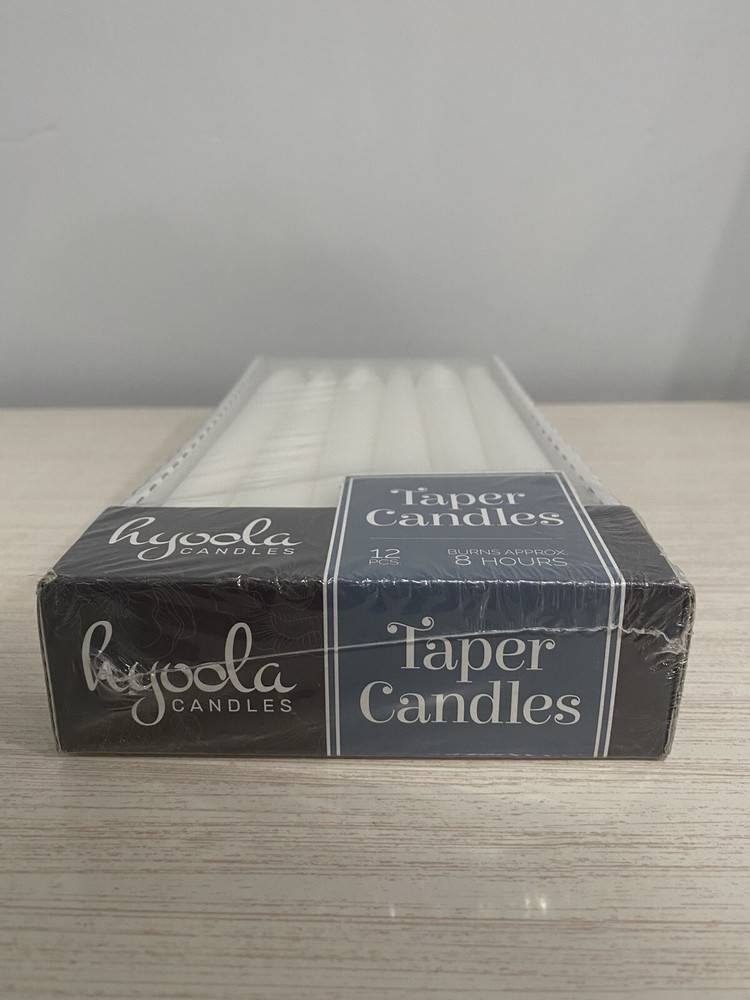 hyoola
CANDLES
Taper
Candles
12
PCS
BURNS APPROX
8 HOURS
hyoola
CANDLES
Taper
Candles